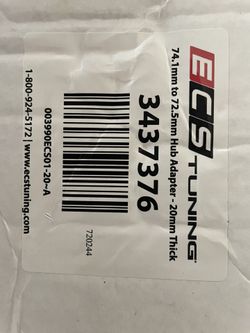 ECS
TUNING
74.1mm to 72.5mm Hub Adapter - 20mm Thick
3437376
720244
003990ECS01-20~A
1-800-924-5172 | www.ecstuning.com